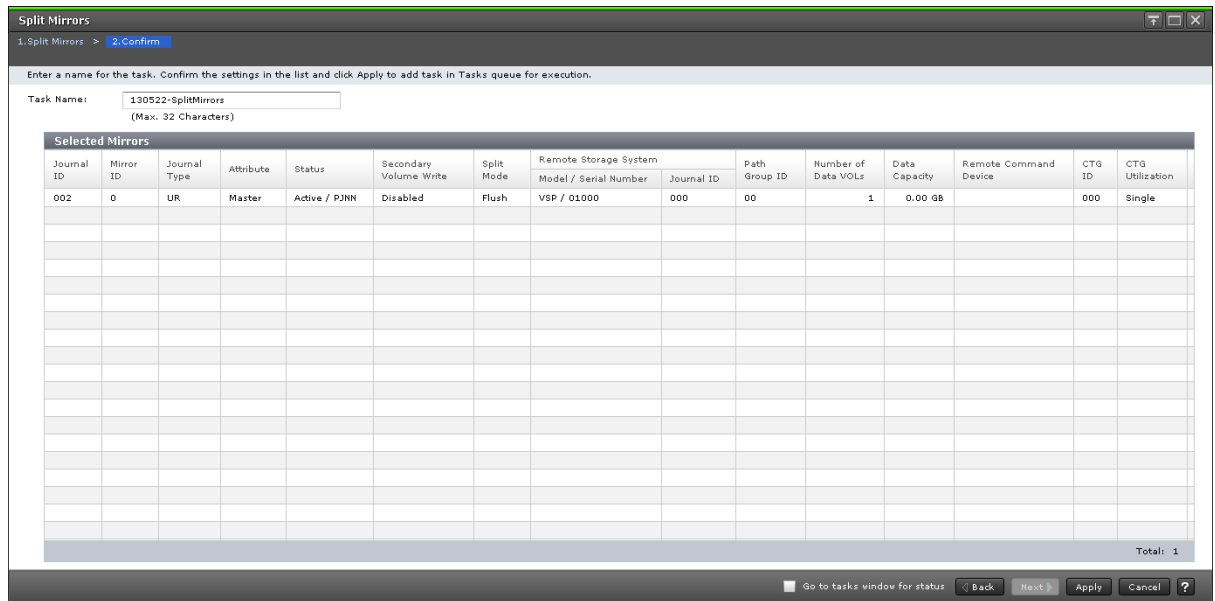 Split Mirrors
1.Split Mirrors > 2.Confirm
Enter a name for the task. Confirm the settings in the list and click Apply to add task in Tasks queue for execution.
Task Name: 130522-SplitMirrors
(Max. 32 Characters)
Selected Mirrors
Journal ID Mirror ID Journal Type Attribute Status Secondary Volume Write Split Mode Remote Storage System Model / Serial Number Journal ID Path Group ID Number of Data VOLs Data Capacity Remote Command Device CTG ID CTG Utilization
002 0 UR Master Active / PJNN Disabled Flush VSP / 01000 000 00 1 0.00 GB 000 Single
Total: 1
Go to tasks window for status Back Next Apply Cancel ?